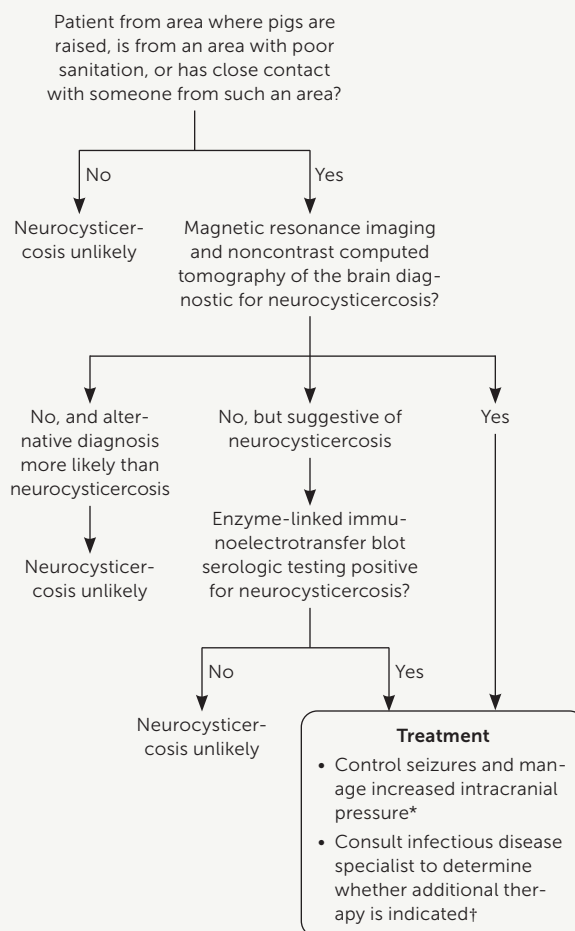 Patient from area where pigs are
raised, is from an area with poor
sanitation, or has close contact
with someone from such an area?
No
Yes
Neurocysticer-
cosis unlikely
Magnetic resonance imaging
and noncontrast computed
tomography of the brain diag-
nostic for neurocysticercosis?
No, and alter-
native diagnosis
more likely than
neurocysticercosis
No, but suggestive of
neurocysticercosis
Yes
Neurocysticer-
cosis unlikely
Enzyme-linked immu-
noelectrotransfer blot
serologic testing positive
for neurocysticercosis?
No
Yes
Neurocysticer-
cosis unlikely
Treatment
• Control seizures and man-
age increased intracranial
pressure*
• Consult infectious disease
specialist to determine
whether additional ther-
apy is indicated†